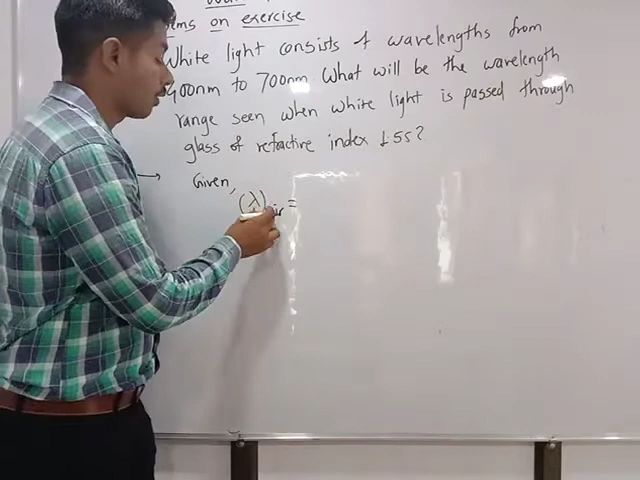 on exercise
White light consists of wavelengths from
400nm to 700nm What will be the wavelength
range seen when white light is passed through
glass of refractive index 1.55?
→ Given,
(λ)air =